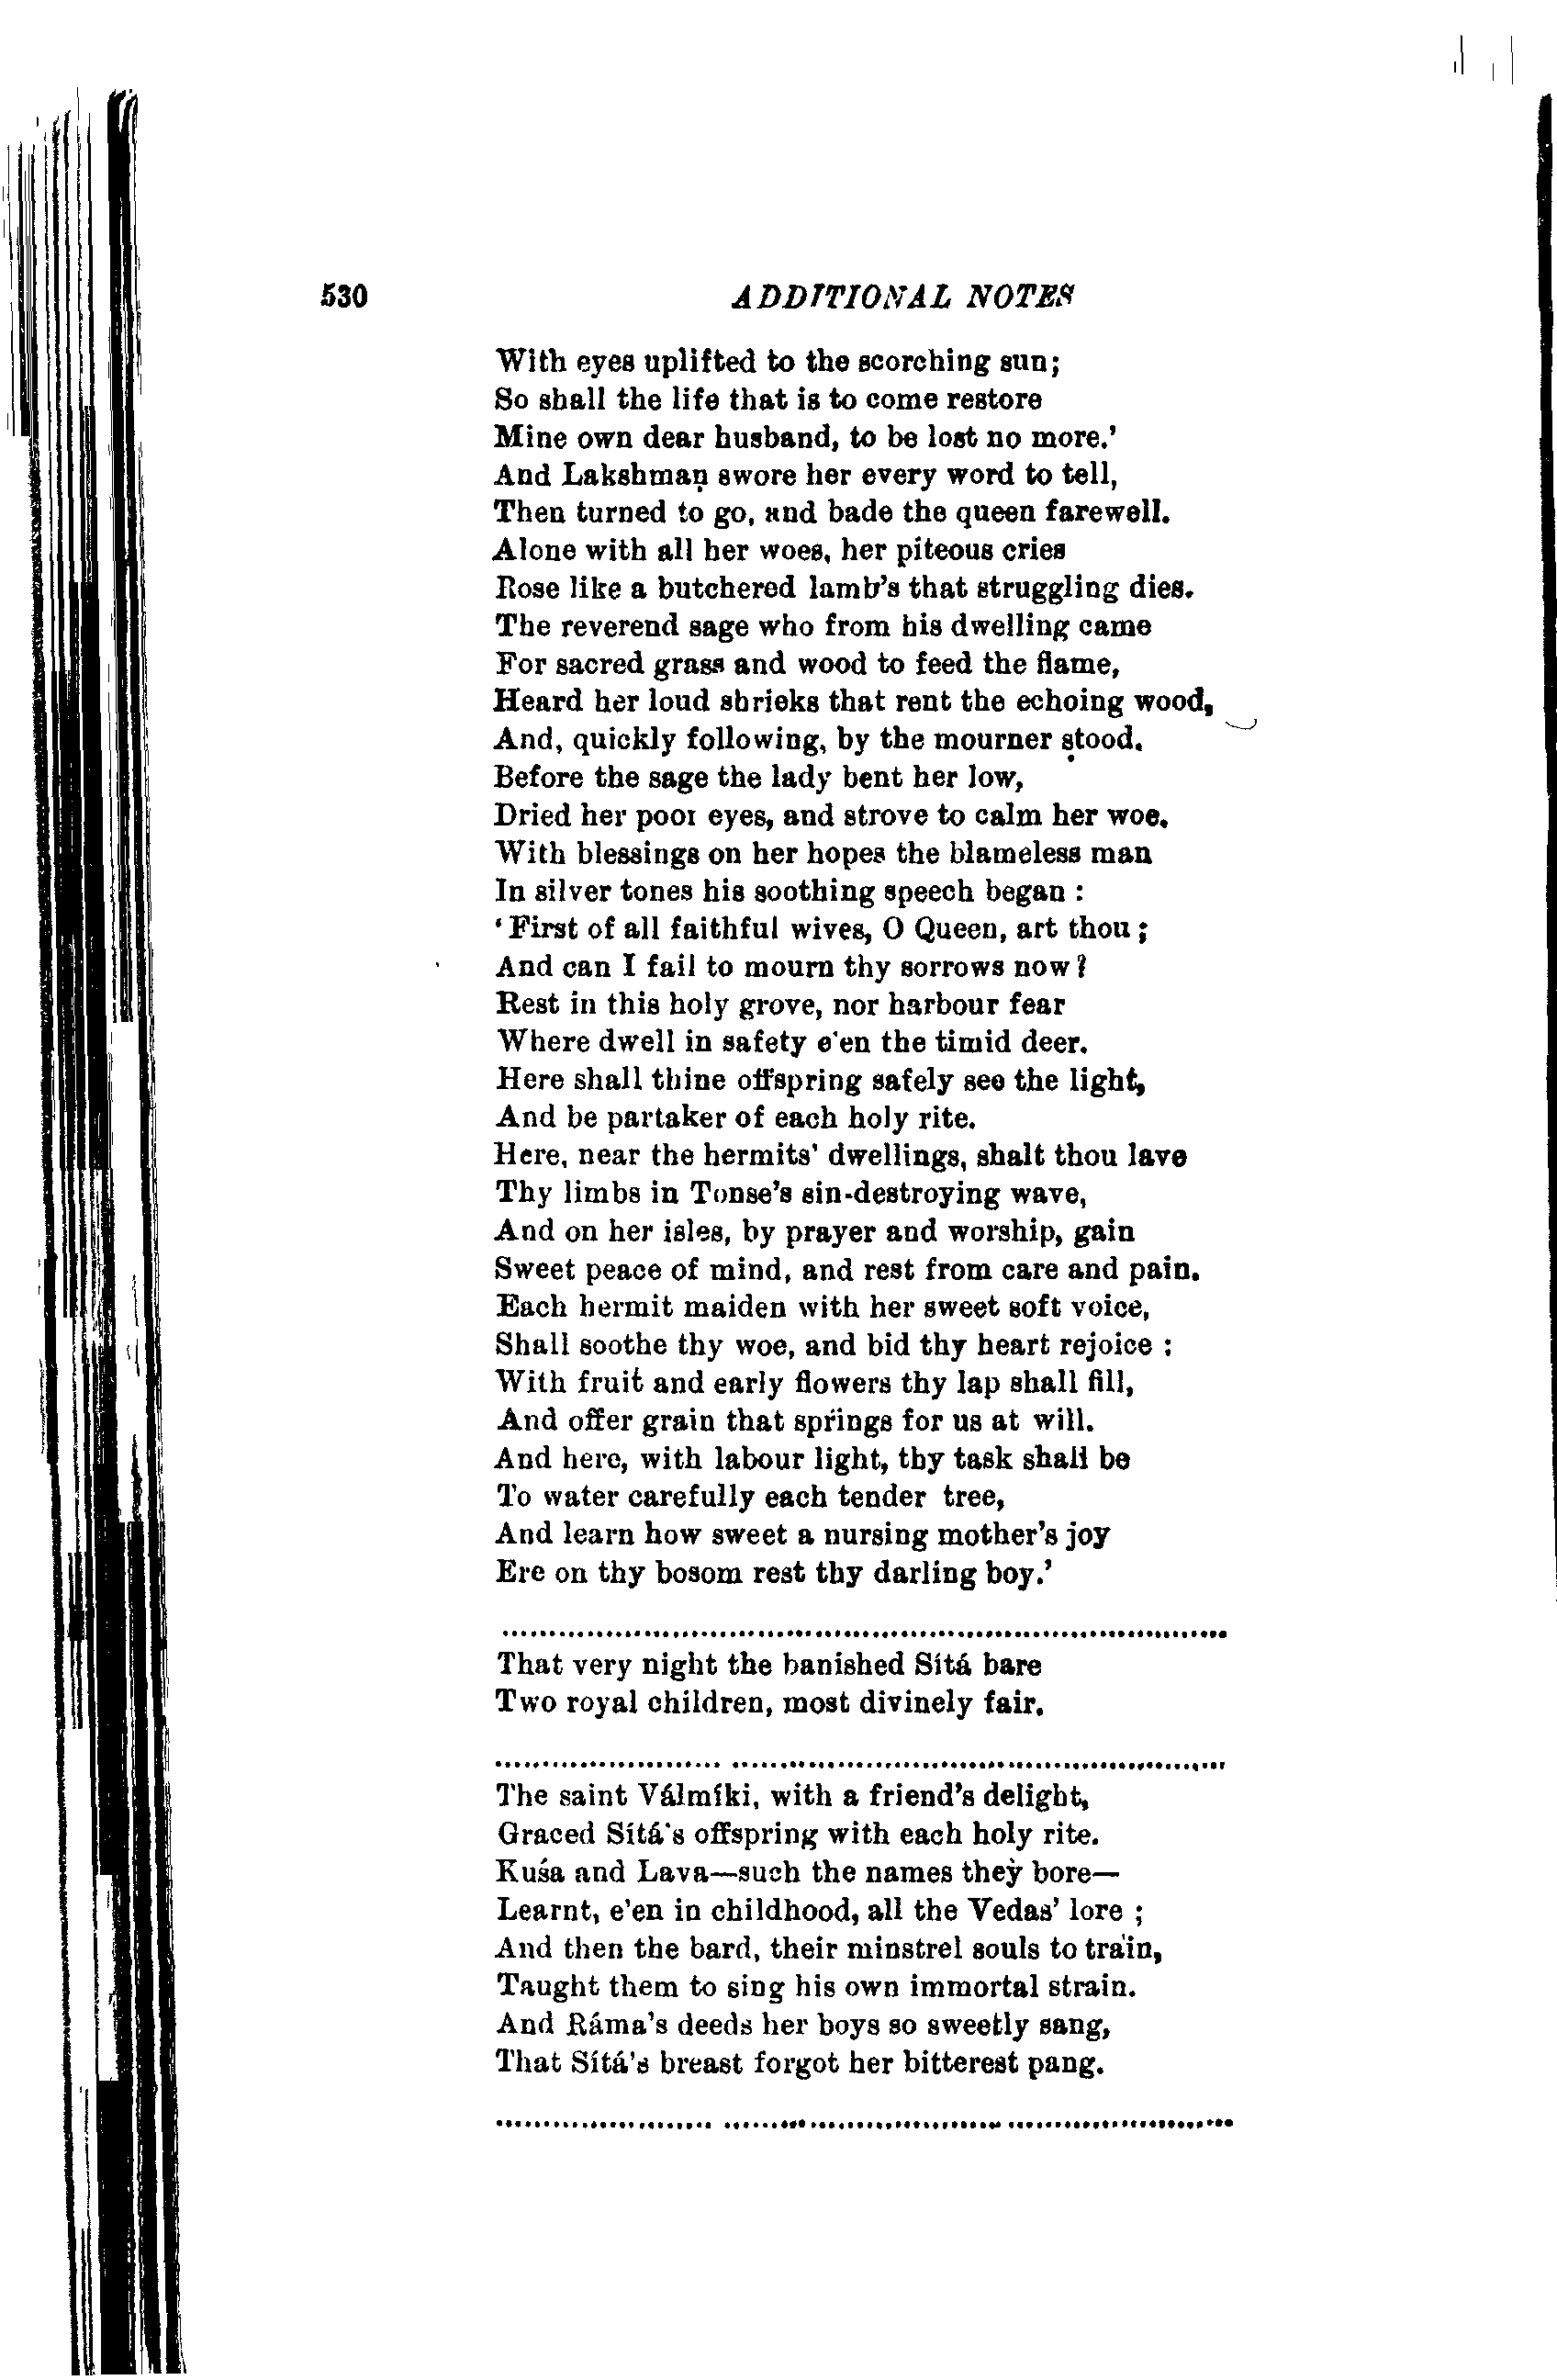 530 ADDITIONAL NOTES
With eyes uplifted to the scorching sun;
So shall the life that is to come restore
Mine own dear husband, to be lost no more.'
And Lakshmaṇ swore her every word to tell,
Then turned to go, and bade the queen farewell.
Alone with all her woes, her piteous cries
Rose like a butchered lamb's that struggling dies.
The reverend sage who from his dwelling came
For sacred grass and wood to feed the flame,
Heard her loud shrieks that rent the echoing wood,
And, quickly following, by the mourner stood.
Before the sage the lady bent her low,
Dried her poor eyes, and strove to calm her woe.
With blessings on her hopes the blameless man
In silver tones his soothing speech began :
'First of all faithful wives, O Queen, art thou ;
And can I fail to mourn thy sorrows now ?
Rest in this holy grove, nor harbour fear
Where dwell in safety e'en the timid deer.
Here shall thine offspring safely see the light,
And be partaker of each holy rite.
Here, near the hermits' dwellings, shalt thou lave
Thy limbs in Tonse's sin-destroying wave,
And on her isles, by prayer and worship, gain
Sweet peace of mind, and rest from care and pain.
Each hermit maiden with her sweet soft voice,
Shall soothe thy woe, and bid thy heart rejoice :
With fruit and early flowers thy lap shall fill,
And offer grain that springs for us at will.
And here, with labour light, thy task shall be
To water carefully each tender tree,
And learn how sweet a nursing mother's joy
Ere on thy bosom rest thy darling boy.'
..............................................................................
That very night the banished Sítá bare
Two royal children, most divinely fair.
..............................................................................
The saint Válmíki, with a friend's delight,
Graced Sítá's offspring with each holy rite.
Kuśa and Lava—such the names they bore—
Learnt, e'en in childhood, all the Vedas' lore ;
And then the bard, their minstrel souls to train,
Taught them to sing his own immortal strain.
And Ráma's deeds her boys so sweetly sang,
That Sítá's breast forgot her bitterest pang.
..............................................................................